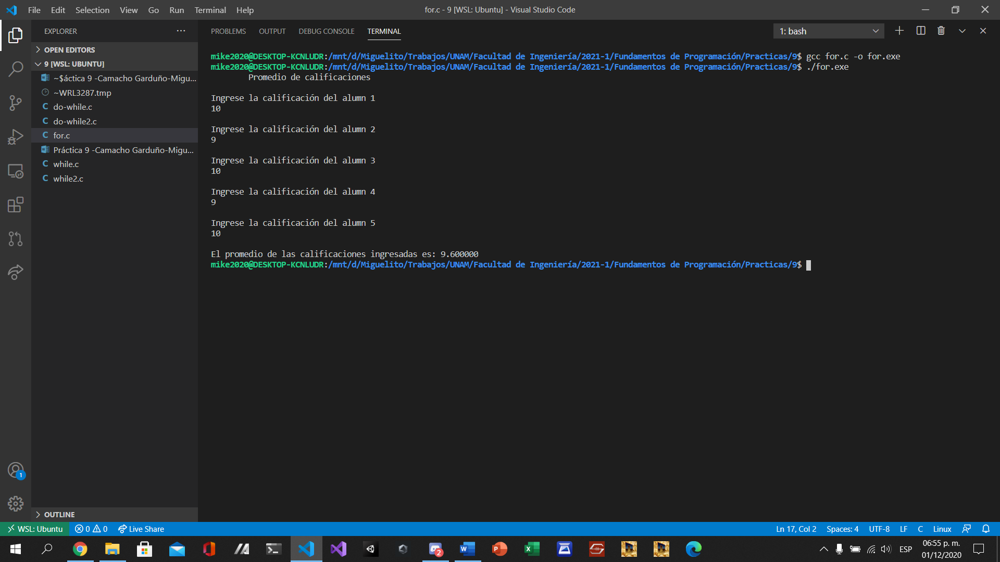 File Edit Selection View Go Run Terminal Help
for.c - 9 [WSL: Ubuntu] - Visual Studio Code
EXPLORER
OPEN EDITORS
9 [WSL: UBUNTU]
~$áctica 9 -Camacho Garduño-Migu...
~WRL3287.tmp
do-while.c
do-while2.c
for.c
Práctica 9 -Camacho Garduño-Migu...
while.c
while2.c
OUTLINE
PROBLEMS OUTPUT DEBUG CONSOLE TERMINAL
1: bash
mike2020@DESKTOP-KCNLUDR:/mnt/d/Miguelito/Trabajos/UNAM/Facultad de Ingeniería/2021-1/Fundamentos de Programación/Practicas/9$ gcc for.c -o for.exe
mike2020@DESKTOP-KCNLUDR:/mnt/d/Miguelito/Trabajos/UNAM/Facultad de Ingeniería/2021-1/Fundamentos de Programación/Practicas/9$ ./for.exe
Promedio de calificaciones
Ingrese la calificación del alumn 1
10
Ingrese la calificación del alumn 2
9
Ingrese la calificación del alumn 3
10
Ingrese la calificación del alumn 4
9
Ingrese la calificación del alumn 5
10
El promedio de las calificaciones ingresadas es: 9.600000
mike2020@DESKTOP-KCNLUDR:/mnt/d/Miguelito/Trabajos/UNAM/Facultad de Ingeniería/2021-1/Fundamentos de Programación/Practicas/9$
1
WSL: Ubuntu 0 0 Live Share
Ln 17, Col 2 Spaces: 4 UTF-8 LF C Linux
2
ESP
06:55 p. m.
01/12/2020